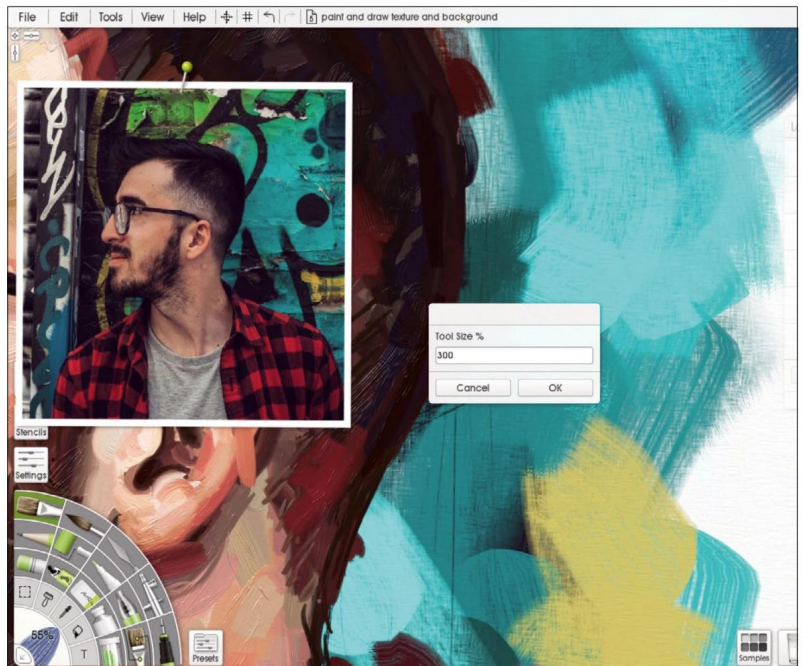 File Edit Tools View Help paint and draw texture and background
Tool Size %
300
Cancel OK
Stencils
Settings
55%
T
Presets
Samples